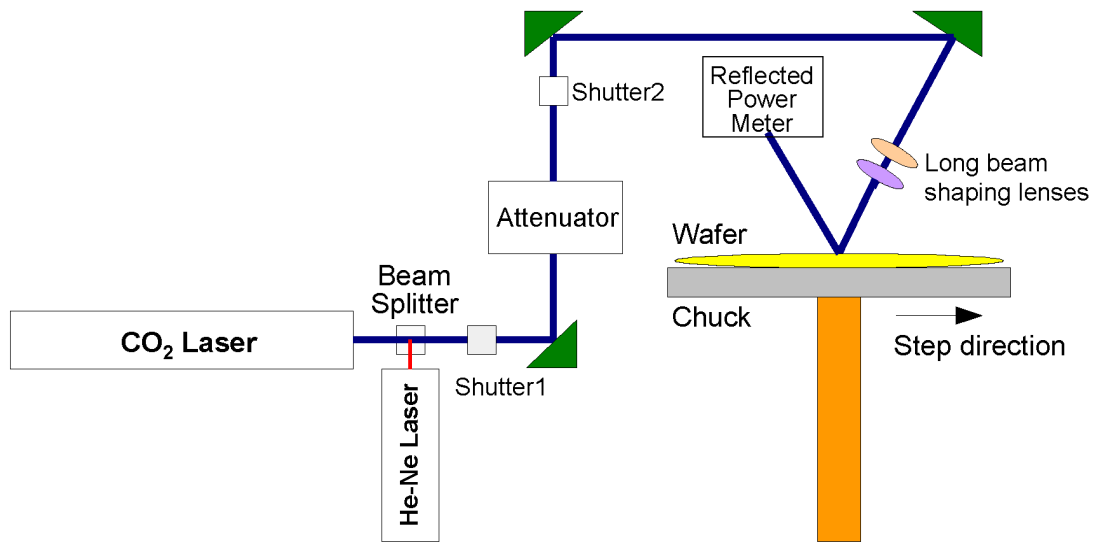 Shutter2
Reflected
Power
Meter
Long beam
shaping lenses
Attenuator
Wafer
Beam
Splitter
CO₂ Laser
Chuck
Step direction
Shutter1
He-Ne Laser